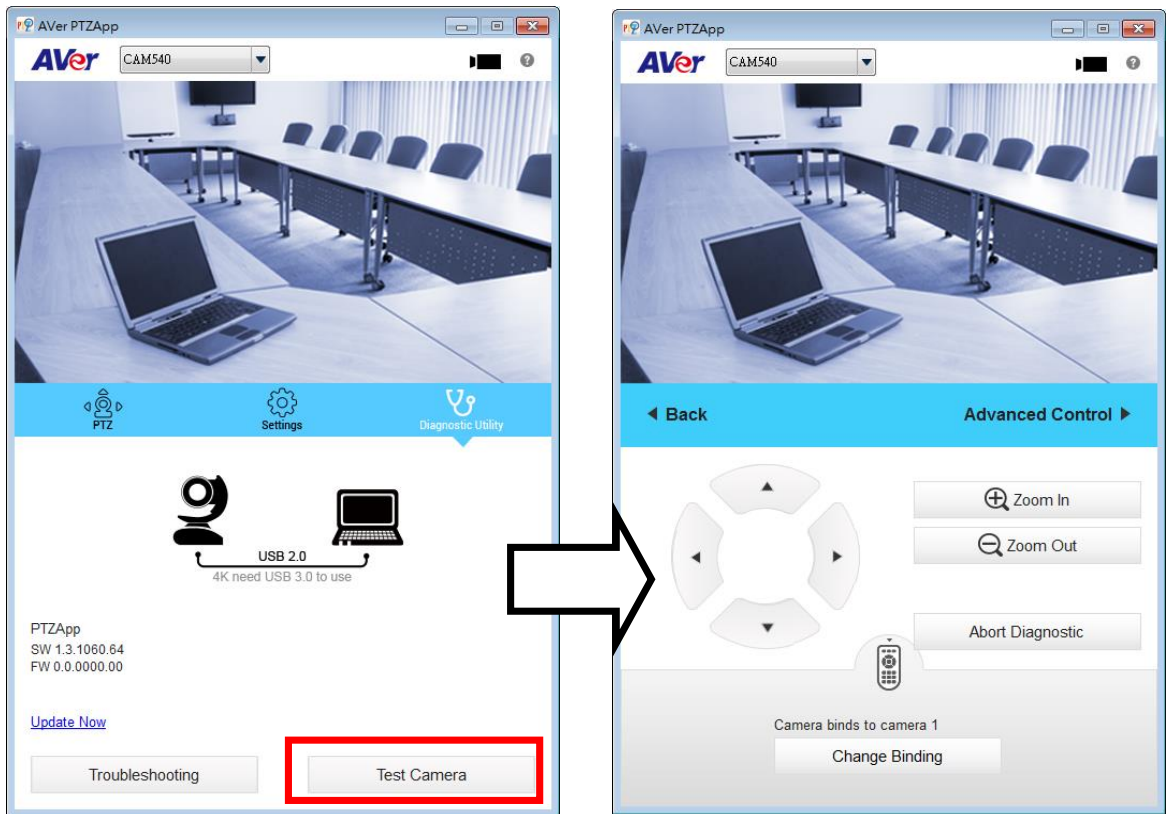 AVer PTZApp
AVer
CAM540
PTZ
Settings
Diagnostic Utility
USB 2.0
4K need USB 3.0 to use
PTZApp
SW 1.3.1060.64
FW 0.0.0000.00
Update Now
Troubleshooting
Test Camera
AVer PTZApp
AVer
CAM540
Back
Advanced Control
Zoom In
Zoom Out
Abort Diagnostic
Camera binds to camera 1
Change Binding